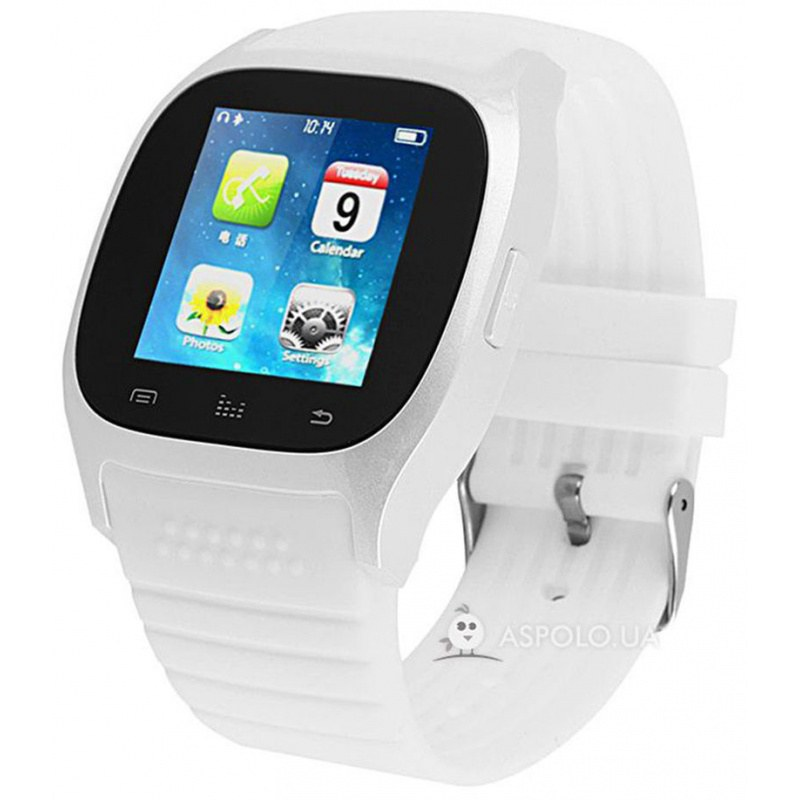 10:14
Tuesday
9
电话
Calendar
Photos
Settings
ASPOLO.UA